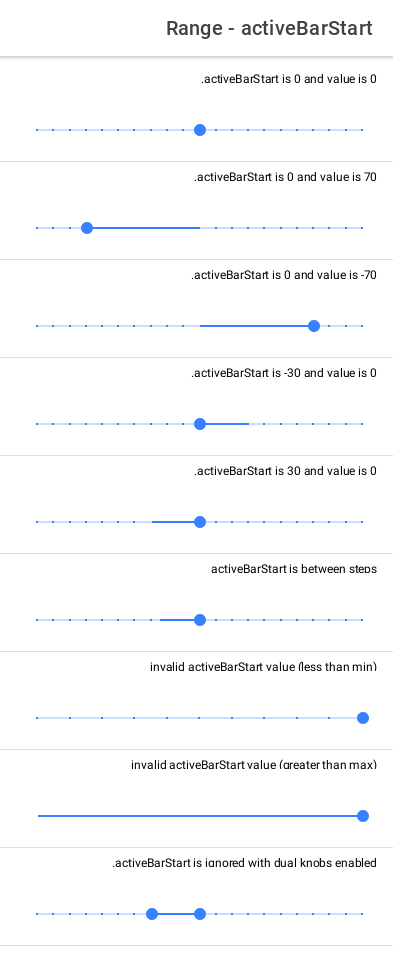 Range - activeBarStart
.activeBarStart is 0 and value is 0
.activeBarStart is 0 and value is 70
.activeBarStart is 0 and value is -70
.activeBarStart is -30 and value is 0
.activeBarStart is 30 and value is 0
activeBarStart is between steps
invalid activeBarStart value (less than min)
invalid activeBarStart value (greater than max)
.activeBarStart is ignored with dual knobs enabled